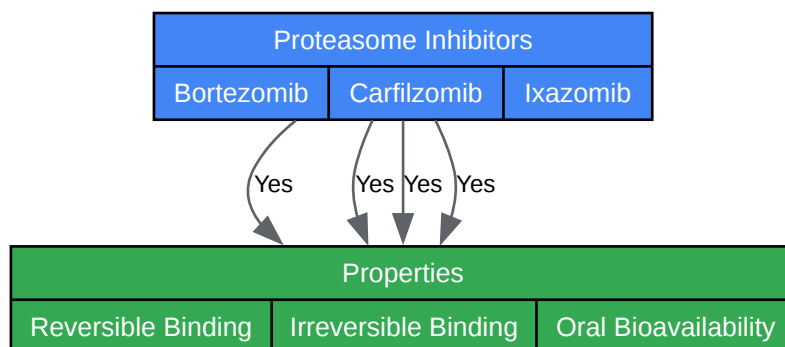 Proteasome Inhibitors
Bortezomib Carfilzomib Ixazomib
Yes Yes Yes Yes
Properties
Reversible Binding Irreversible Binding Oral Bioavailability